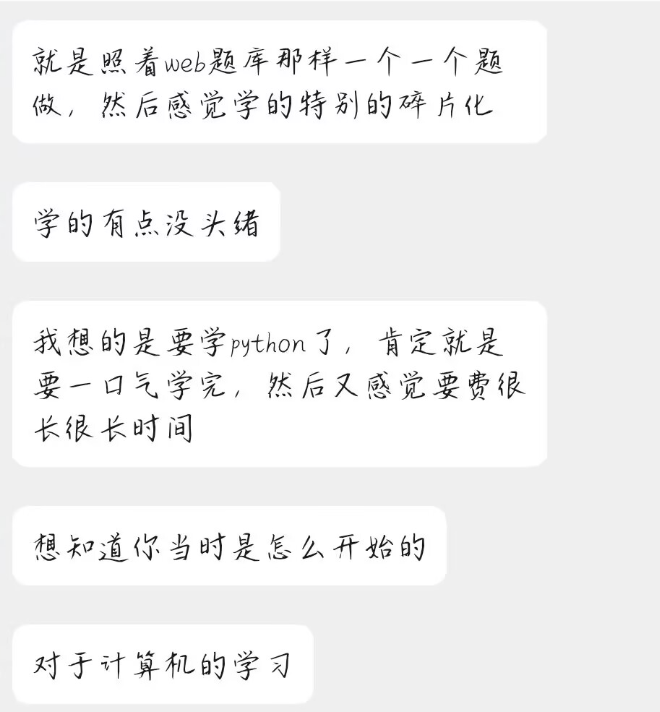 就是照着web题库那样一个一个题
做，然后感觉学的特别的碎片化
学的有点没头绪
我想的是要学python了，肯定就是
要一口气学完，然后又感觉要费很
长很长时间
想知道你当时是怎么开始的
对于计算机的学习